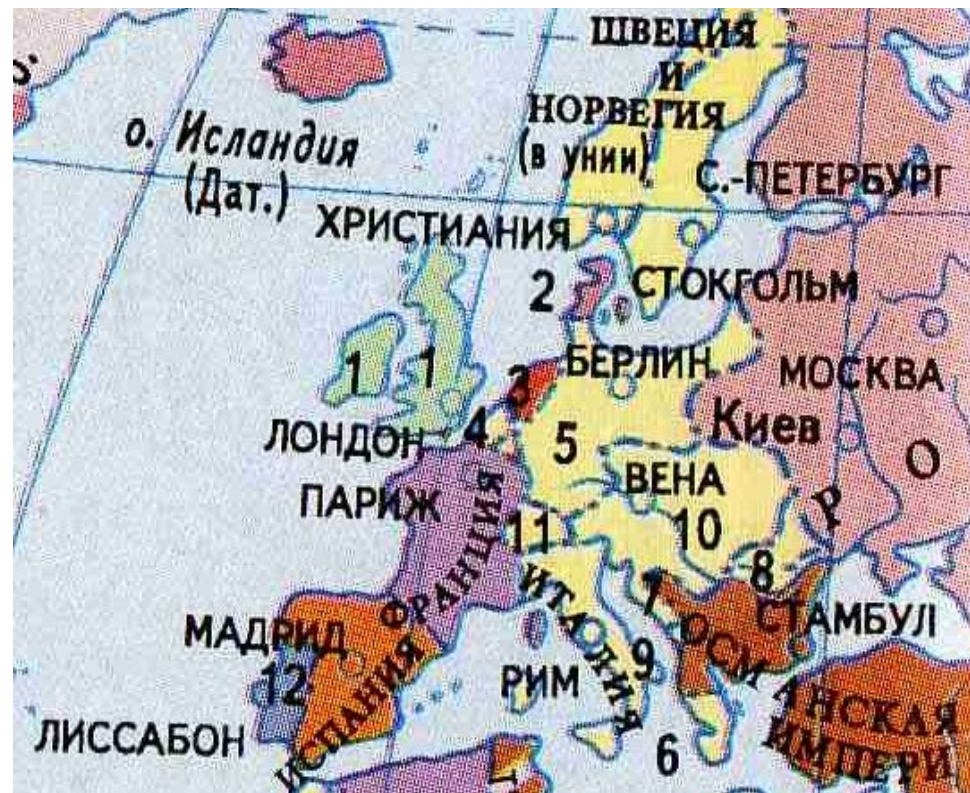 ШВЕЦИЯ
И
НОРВЕГИЯ
(в унии)
о. Исландия
(Дат.)
С.-ПЕТЕРБУРГ
ХРИСТИАНИЯ
2
СТОКГОЛЬМ
1
1
3
БЕРЛИН
МОСКВА
ЛОНДОН
4
5
Киев
ПАРИЖ
ФРАНЦИЯ
ВЕНА
Р О
11
10
8
ИТАЛИЯ
СТАМБУЛ
МАДРИД
ИСПАНИЯ
12
РИМ
9
ОСМАНСКАЯ
ИМПЕРИ
ЛИССАБОН
6